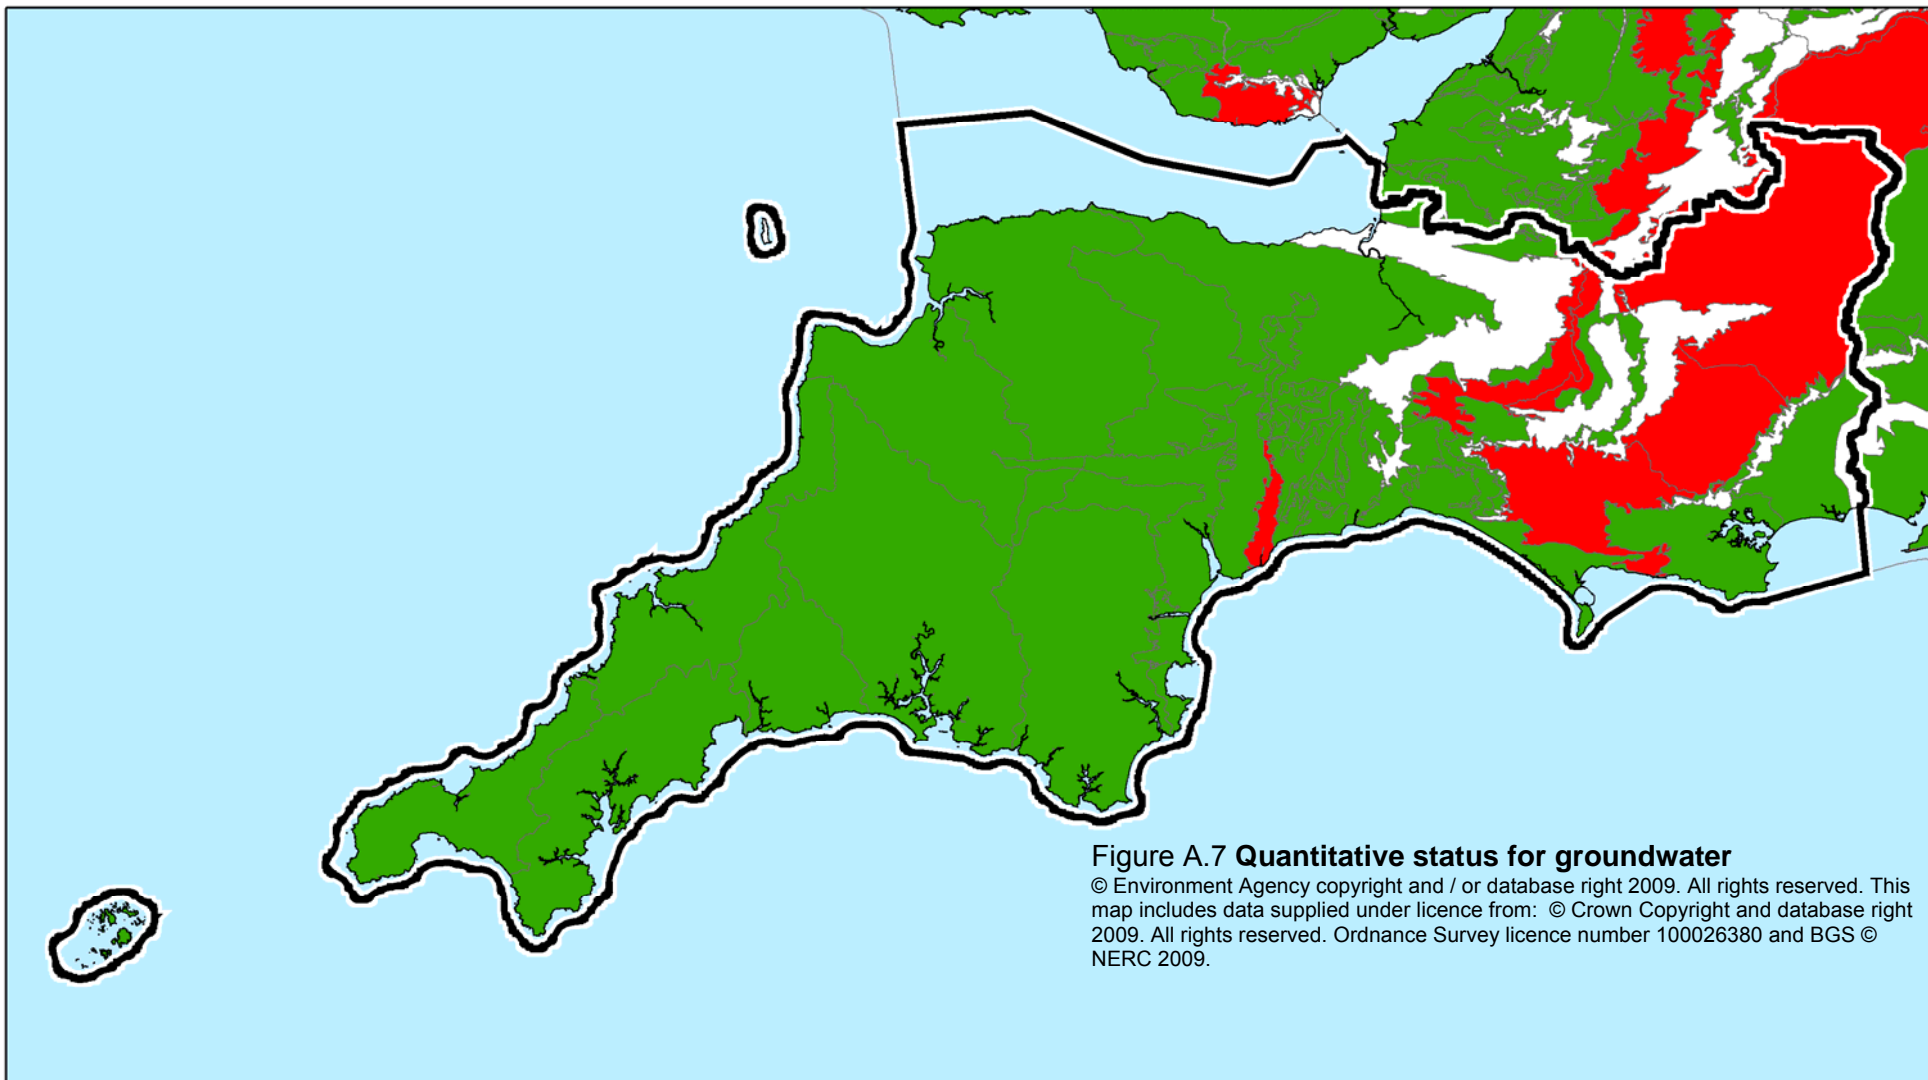 Figure A.7 Quantitative status for groundwater
© Environment Agency copyright and / or database right 2009. All rights reserved. This
map includes data supplied under licence from: © Crown Copyright and database right
2009. All rights reserved. Ordnance Survey licence number 100026380 and BGS ©
NERC 2009.